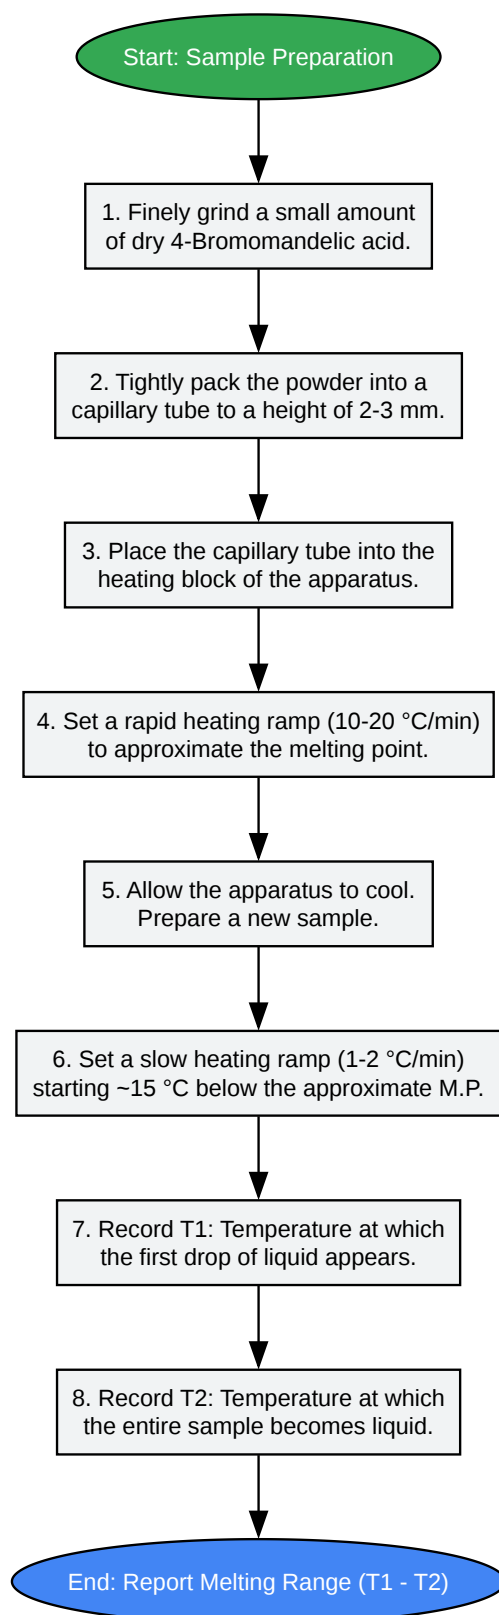 Start: Sample Preparation
1. Finely grind a small amount
of dry 4-Bromomandelic acid.
2. Tightly pack the powder into a
capillary tube to a height of 2-3 mm.
3. Place the capillary tube into the
heating block of the apparatus.
4. Set a rapid heating ramp (10-20 °C/min)
to approximate the melting point.
5. Allow the apparatus to cool.
Prepare a new sample.
6. Set a slow heating ramp (1-2 °C/min)
starting ~15 °C below the approximate M.P.
7. Record T1: Temperature at which
the first drop of liquid appears.
8. Record T2: Temperature at which
the entire sample becomes liquid.
End: Report Melting Range (T1 - T2)